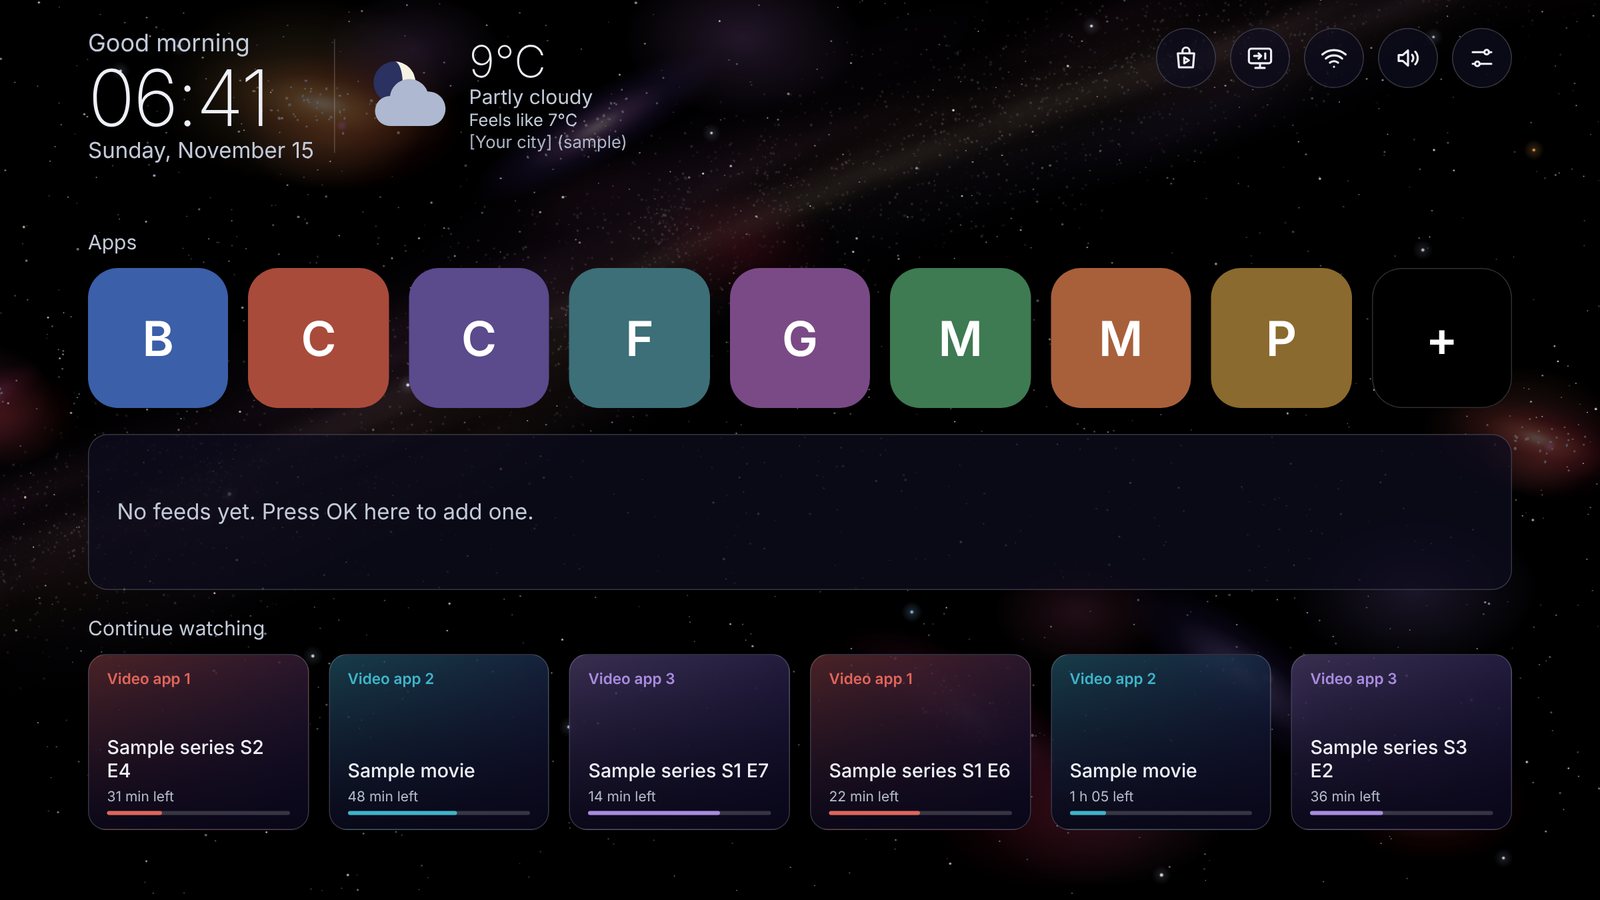 Good morning
06:41
Sunday, November 15
9°C
Partly cloudy
Feels like 7°C
[Your city] (sample)
Apps
B
C
C
F
G
M
M
P
+
No feeds yet. Press OK here to add one.
Continue watching
Video app 1
Sample series S2
E4
31 min left
Video app 2
Sample movie
48 min left
Video app 3
Sample series S1 E7
14 min left
Video app 1
Sample series S1 E6
22 min left
Video app 2
Sample movie
1 h 05 left
Video app 3
Sample series S3
E2
36 min left